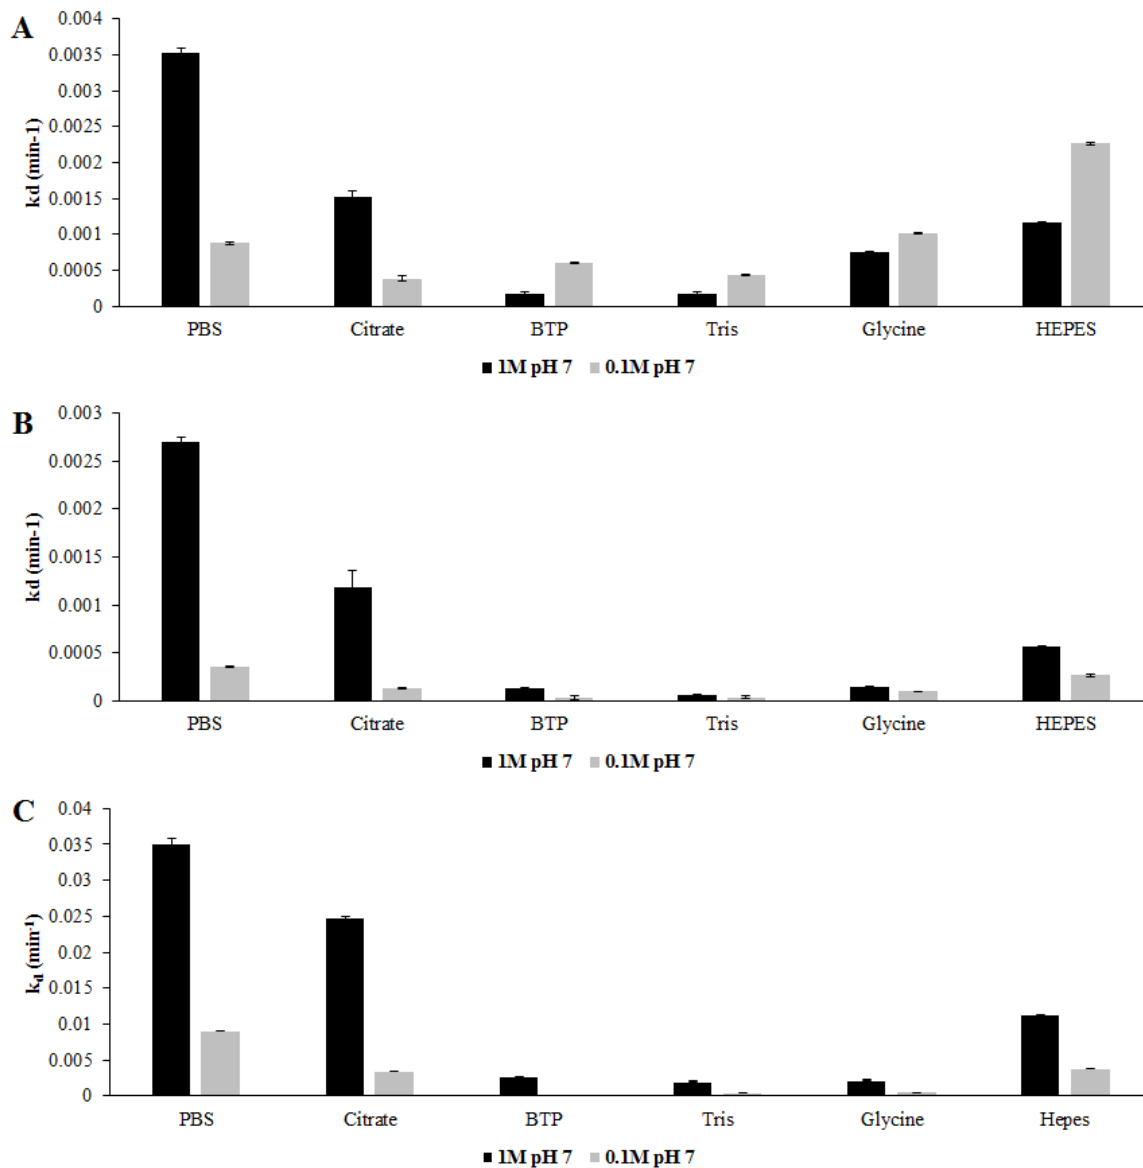 A
kd (min-1)
0.004
0.0035
0.003
0.0025
0.002
0.0015
0.001
0.0005
0
PBS Citrate BTP Tris Glycine HEPES
1M pH 7 0.1M pH 7
B
kd (min-1)
0.003
0.0025
0.002
0.0015
0.001
0.0005
0
PBS Citrate BTP Tris Glycine HEPES
1M pH 7 0.1M pH 7
C
kd (min-1)
0.04
0.035
0.03
0.025
0.02
0.015
0.01
0.005
0
PBS Citrate BTP Tris Glycine Hepes
1M pH 7 0.1M pH 7